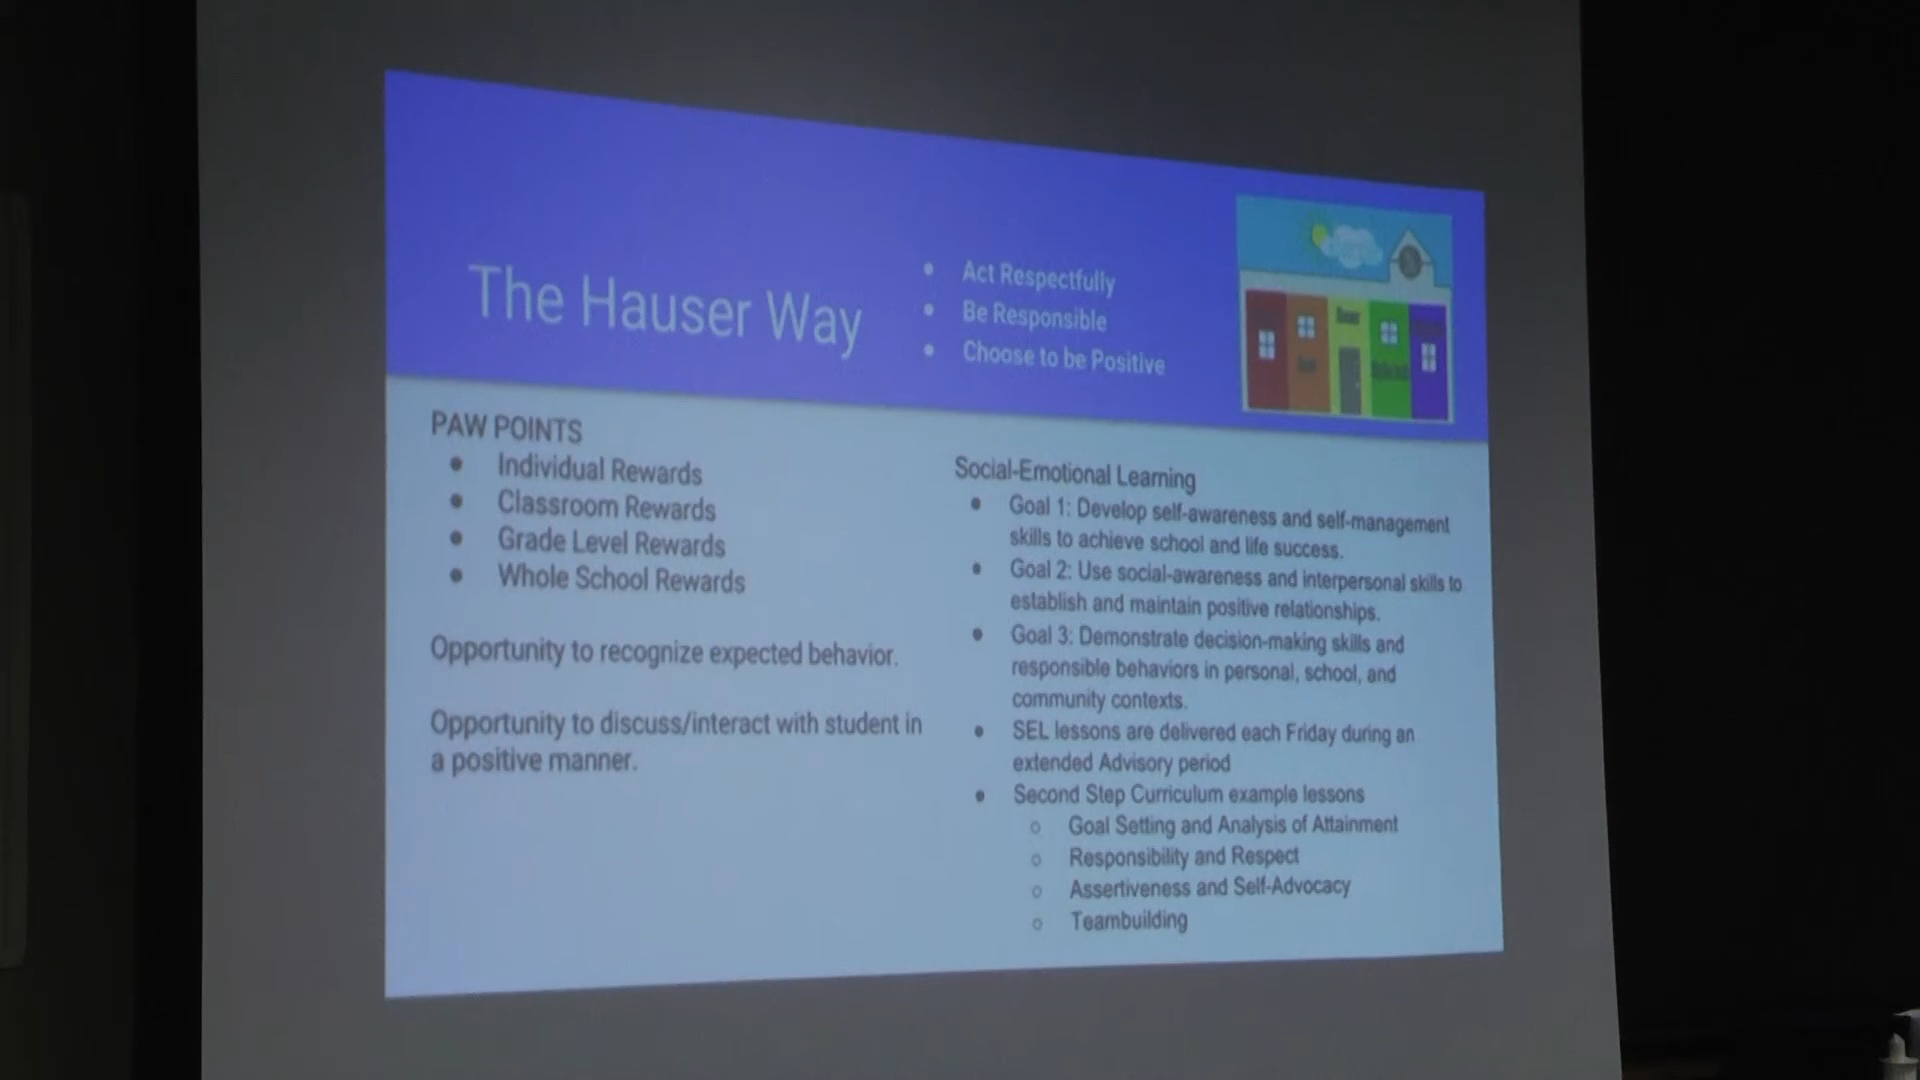 The Hauser Way
Act Respectfully
Be Responsible
Choose to be Positive
PAW POINTS
Individual Rewards
Classroom Rewards
Grade Level Rewards
Whole School Rewards
Opportunity to recognize expected behavior.
Opportunity to discuss/interact with student in
a positive manner.
Social-Emotional Learning
Goal 1: Develop self-awareness and self-management
skills to achieve school and life success.
Goal 2: Use social-awareness and interpersonal skills to
establish and maintain positive relationships.
Goal 3: Demonstrate decision-making skills and
responsible behaviors in personal, school, and
community contexts.
SEL lessons are delivered each Friday during an
extended Advisory period
Second Step Curriculum example lessons
Goal Setting and Analysis of Attainment
Responsibility and Respect
Assertiveness and Self-Advocacy
Teambuilding